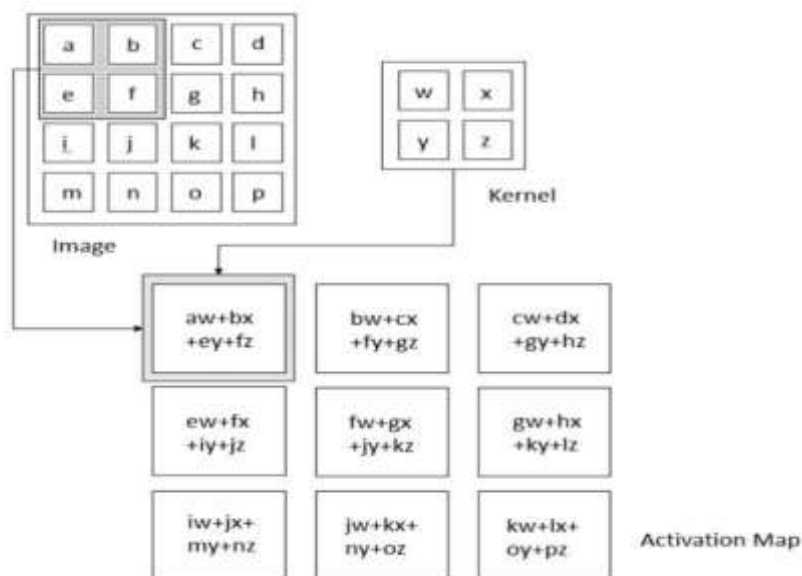 a b c d
e f g h
i j k l
m n o p
Image
w x
y z
Kernel
aw+bx
+ey+fz
bw+cx
+fy+gz
cw+dx
+gy+hz
ew+fx
+iy+jz
fw+gx
+jy+kz
gw+hx
+ky+lz
iw+jx+
my+nz
jw+kx+
ny+oz
kw+lx+
oy+pz
Activation Map